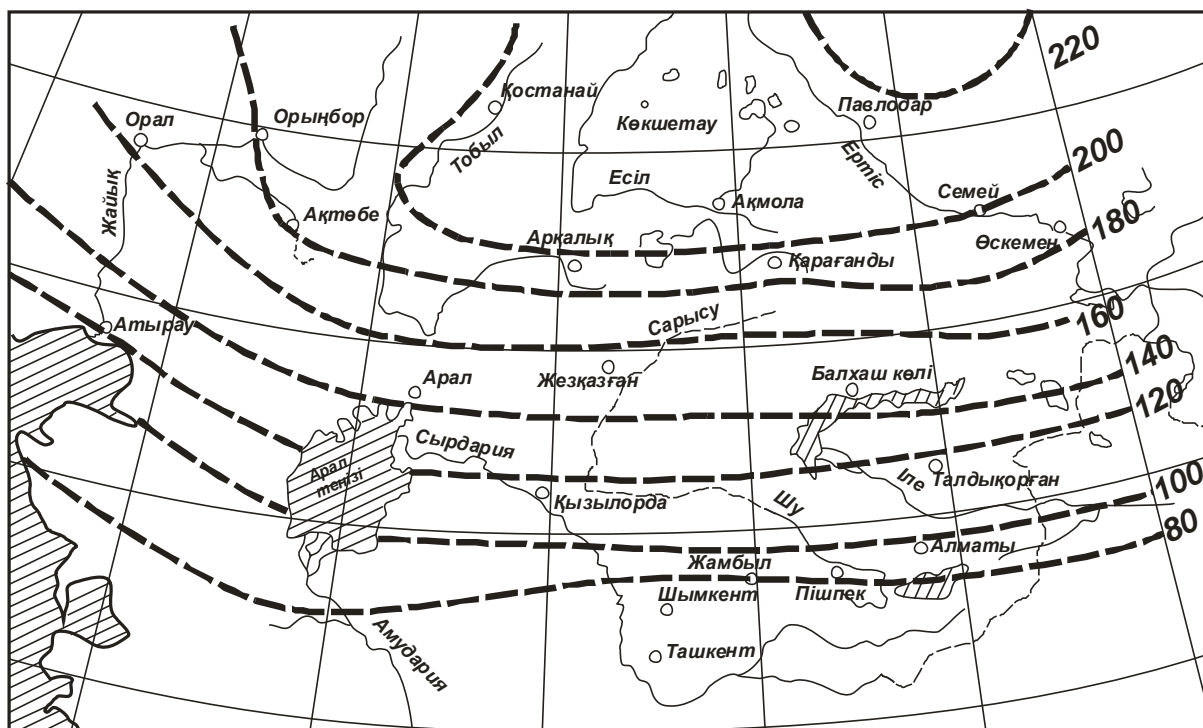 220
Қостанай
Павлодар
Орал
Орыңбор
Көкшетау
Тобыл
Ертіс
200
Есіл
Семей
Жайық
Ақтөбе
Ақмола
180
Өскемен
Арқалық
Қарағанды
Сарысу
160
Атырау
140
Арал
Жезқазған
Балхаш көлі
120
Сырдария
Арал
теңізі
Іле
Талдықорған
100
Қызылорда
Шу
80
Алматы
Жамбыл
Шымкент
Пішпек
Амудария
Ташкент